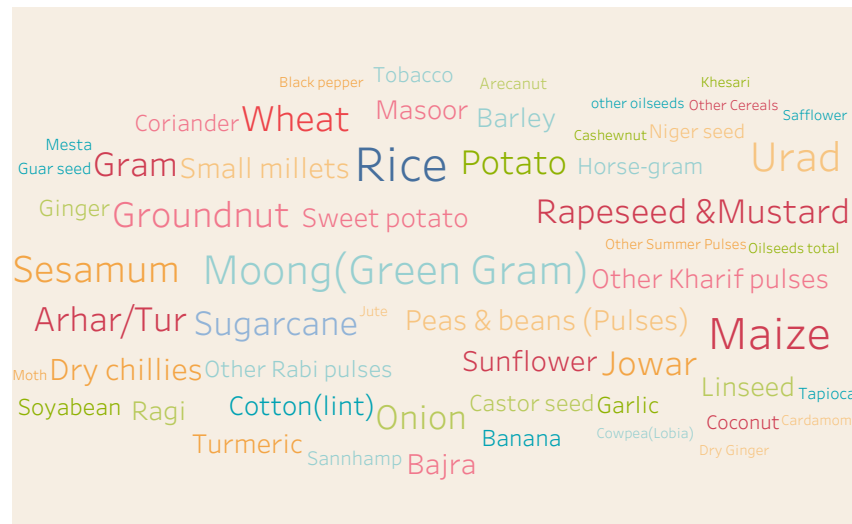 Black pepper
Tobacco
Arecanut
Khesari
Coriander
Wheat
Masoor
Barley
other oilseeds
Other Cereals
Safflower
Mesta
Cashewnut
Niger seed
Guar seed
Gram
Small millets
Rice
Potato
Horse-gram
Urad
Ginger
Groundnut
Sweet potato
Rapeseed &Mustard
Other Summer Pulses
Oilseeds total
Sesamum
Moong(Green Gram)
Other Kharif pulses
Arhar/Tur
Sugarcane
Jute
Peas & beans (Pulses)
Maize
Moth
Dry chillies
Other Rabi pulses
Sunflower
Jowar
Linseed
Tapioca
Soyabean
Ragi
Cotton(lint)
Onion
Castor seed
Garlic
Coconut
Cardamom
Turmeric
Sannhamp
Bajra
Banana
Cowpea(Lobia)
Dry Ginger